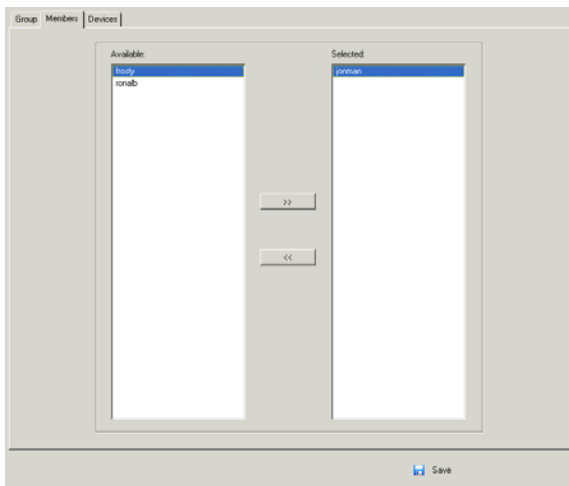 Group Members Devices
Available: Selected:
frosty jonman
ronalb
>>
<<
Save